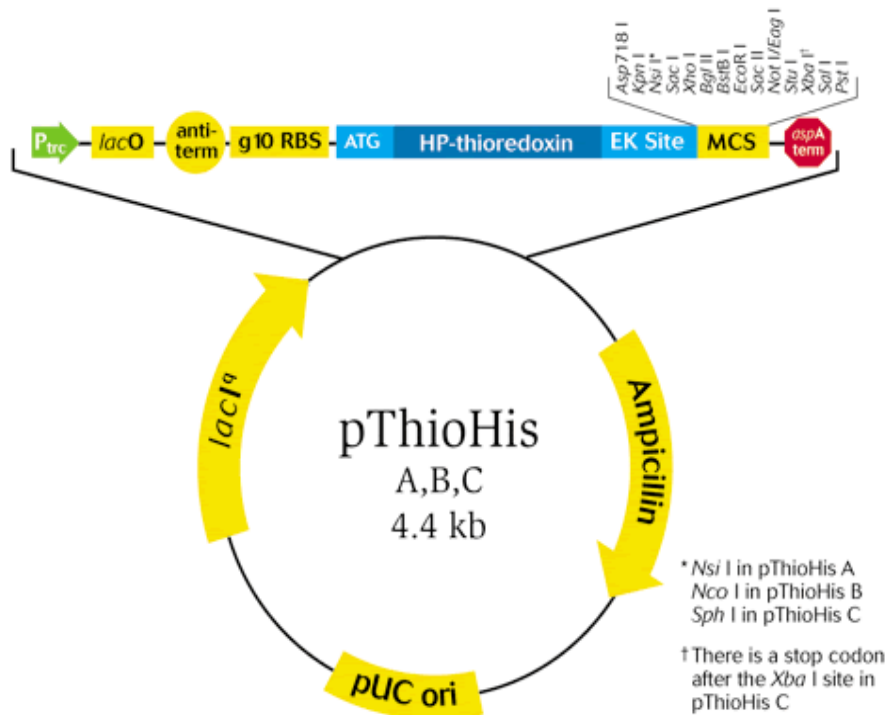 Asp718 I
Kpn I
Nsi I*
Sac I
Xho I
Bgl II
BstB I
EcoR I
Sac II
Not I/Eag I
Stu I
Xba I†
Sal I
Pst I
Ptrc
lacO
anti-
term
g10 RBS
ATG
HP-thioredoxin
EK Site
MCS
aspA
term
lacIq
Ampicillin
pThioHis
A,B,C
4.4 kb
pUC ori
* Nsi I in pThioHis A
Nco I in pThioHis B
Sph I in pThioHis C
† There is a stop codon
after the Xba I site in
pThioHis C